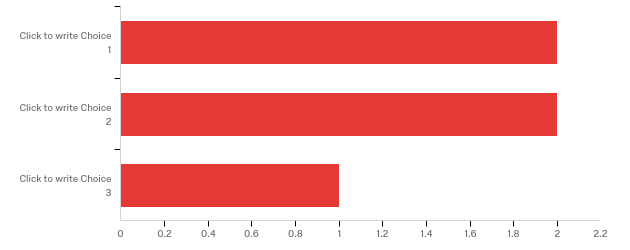 Click to write Choice
1
Click to write Choice
2
Click to write Choice
3
0 0.2 0.4 0.6 0.8 1 1.2 1.4 1.6 1.8 2 2.2